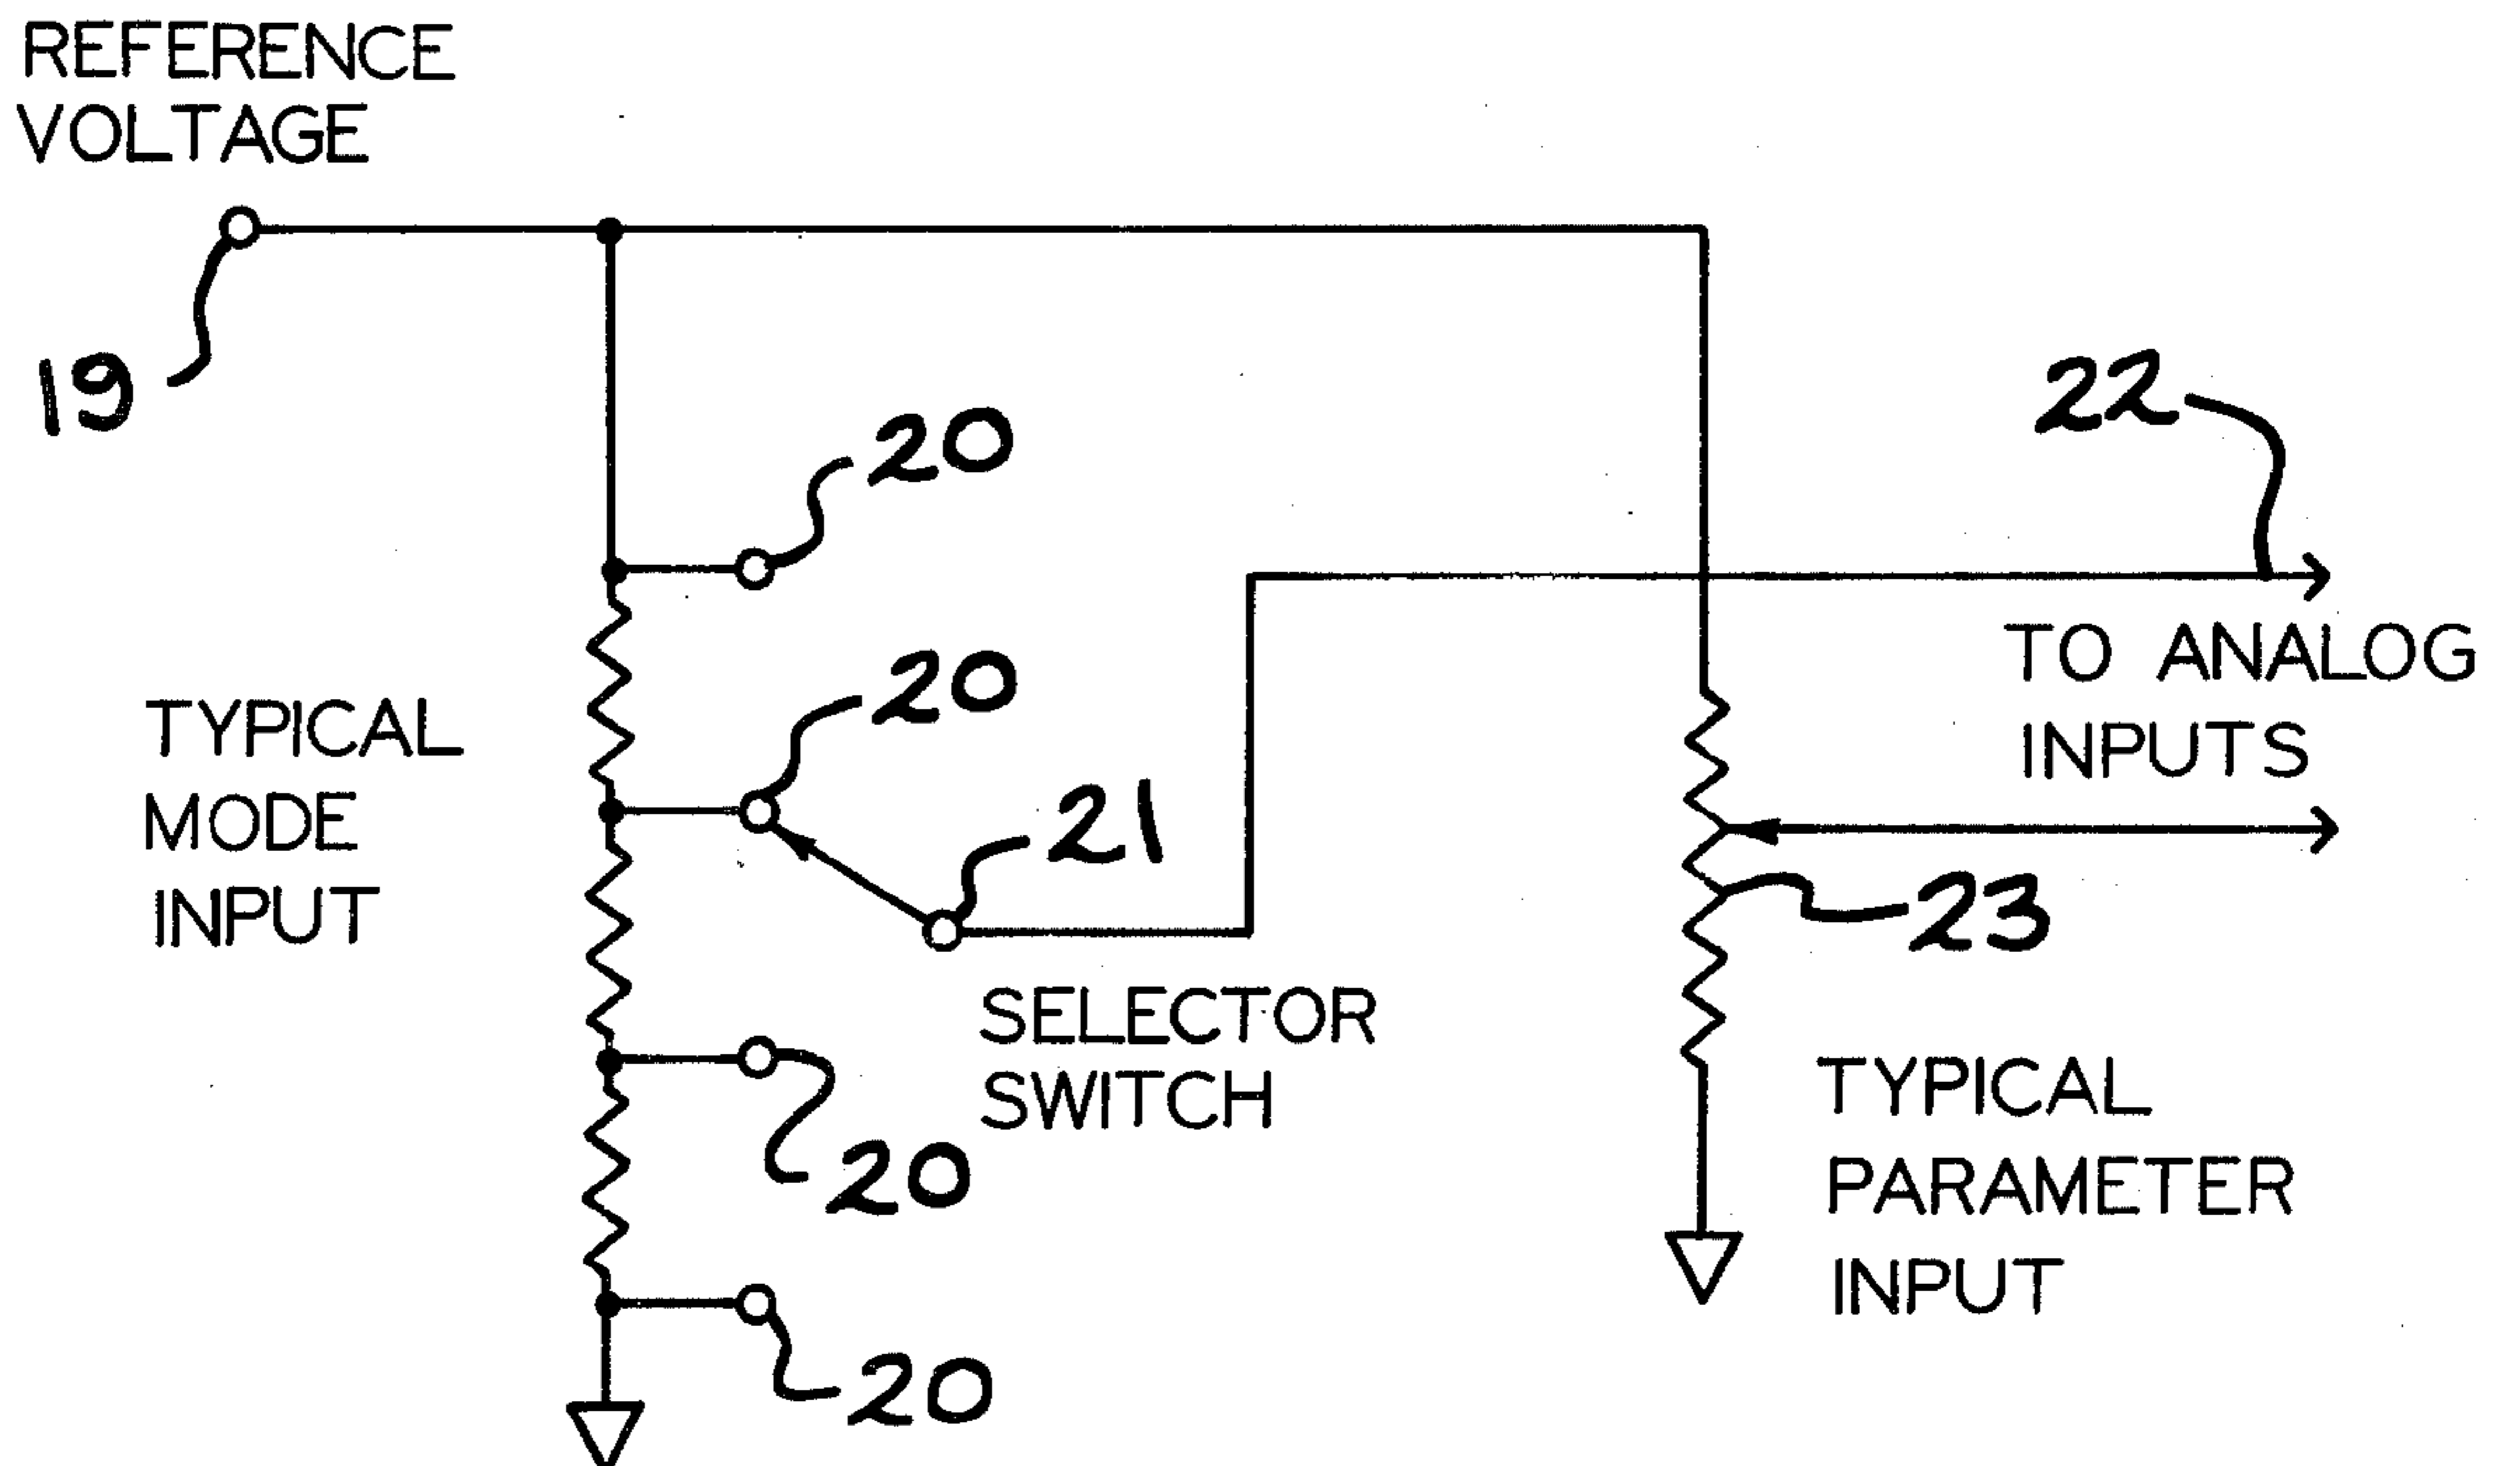 REFERENCE
VOLTAGE
19
20
22
TO ANALOG
INPUTS
20
TYPICAL
MODE
INPUT
21
23
SELECTOR
SWITCH
20
TYPICAL
PARAMETER
INPUT
20